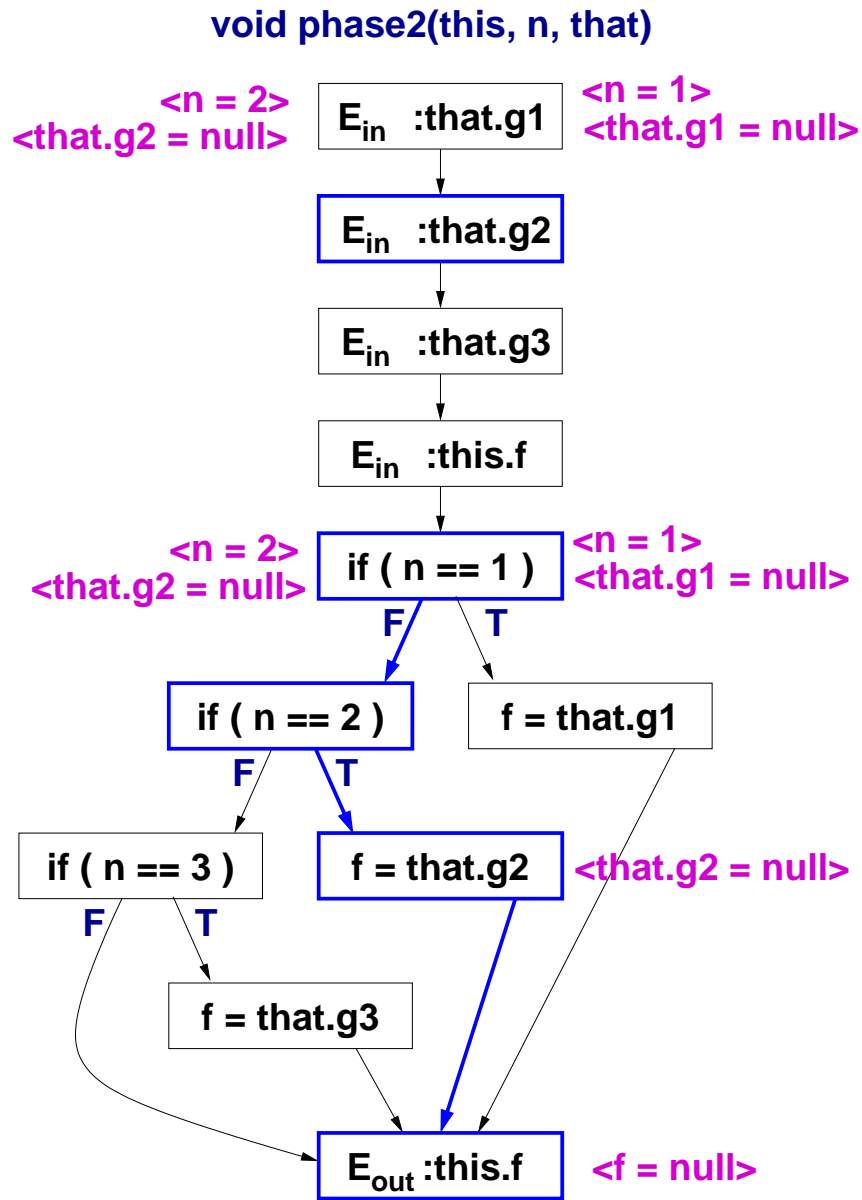 void phase2(this, n, that)
<n = 2>
<that.g2 = null>
E_in :that.g1
<n = 1>
<that.g1 = null>
E_in :that.g2
E_in :that.g3
E_in :this.f
<n = 2>
<that.g2 = null>
if ( n == 1 )
<n = 1>
<that.g1 = null>
F T
if ( n == 2 )
f = that.g1
F T
if ( n == 3 )
f = that.g2
<that.g2 = null>
F T
f = that.g3
E_out :this.f
<f = null>